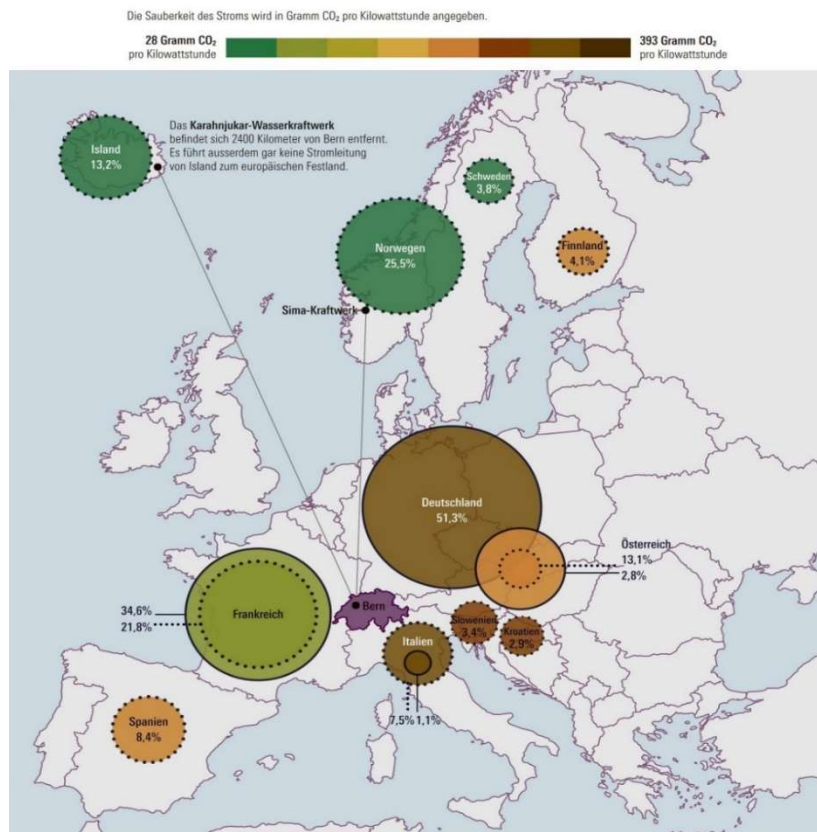 Die Sauberkeit des Stroms wird in Gramm CO₂ pro Kilowattstunde angegeben.
28 Gramm CO₂
pro Kilowattstunde
393 Gramm CO₂
pro Kilowattstunde
Das Karahnjukar-Wasserkraftwerk
befindet sich 2400 Kilometer von Bern entfernt.
Es führt ausserdem gar keine Stromleitung
von Island zum europäischen Festland.
Island
13,2%
Schweden
3,8%
Norwegen
25,5%
Finnland
4,1%
Sima-Kraftwerk
Deutschland
51,3%
Österreich
13,1%
2,8%
34,6%
21,8%
Frankreich
Bern
Slowenien
3,4%
Kroatien
2,9%
Italien
7,5%
1,1%
Spanien
8,4%